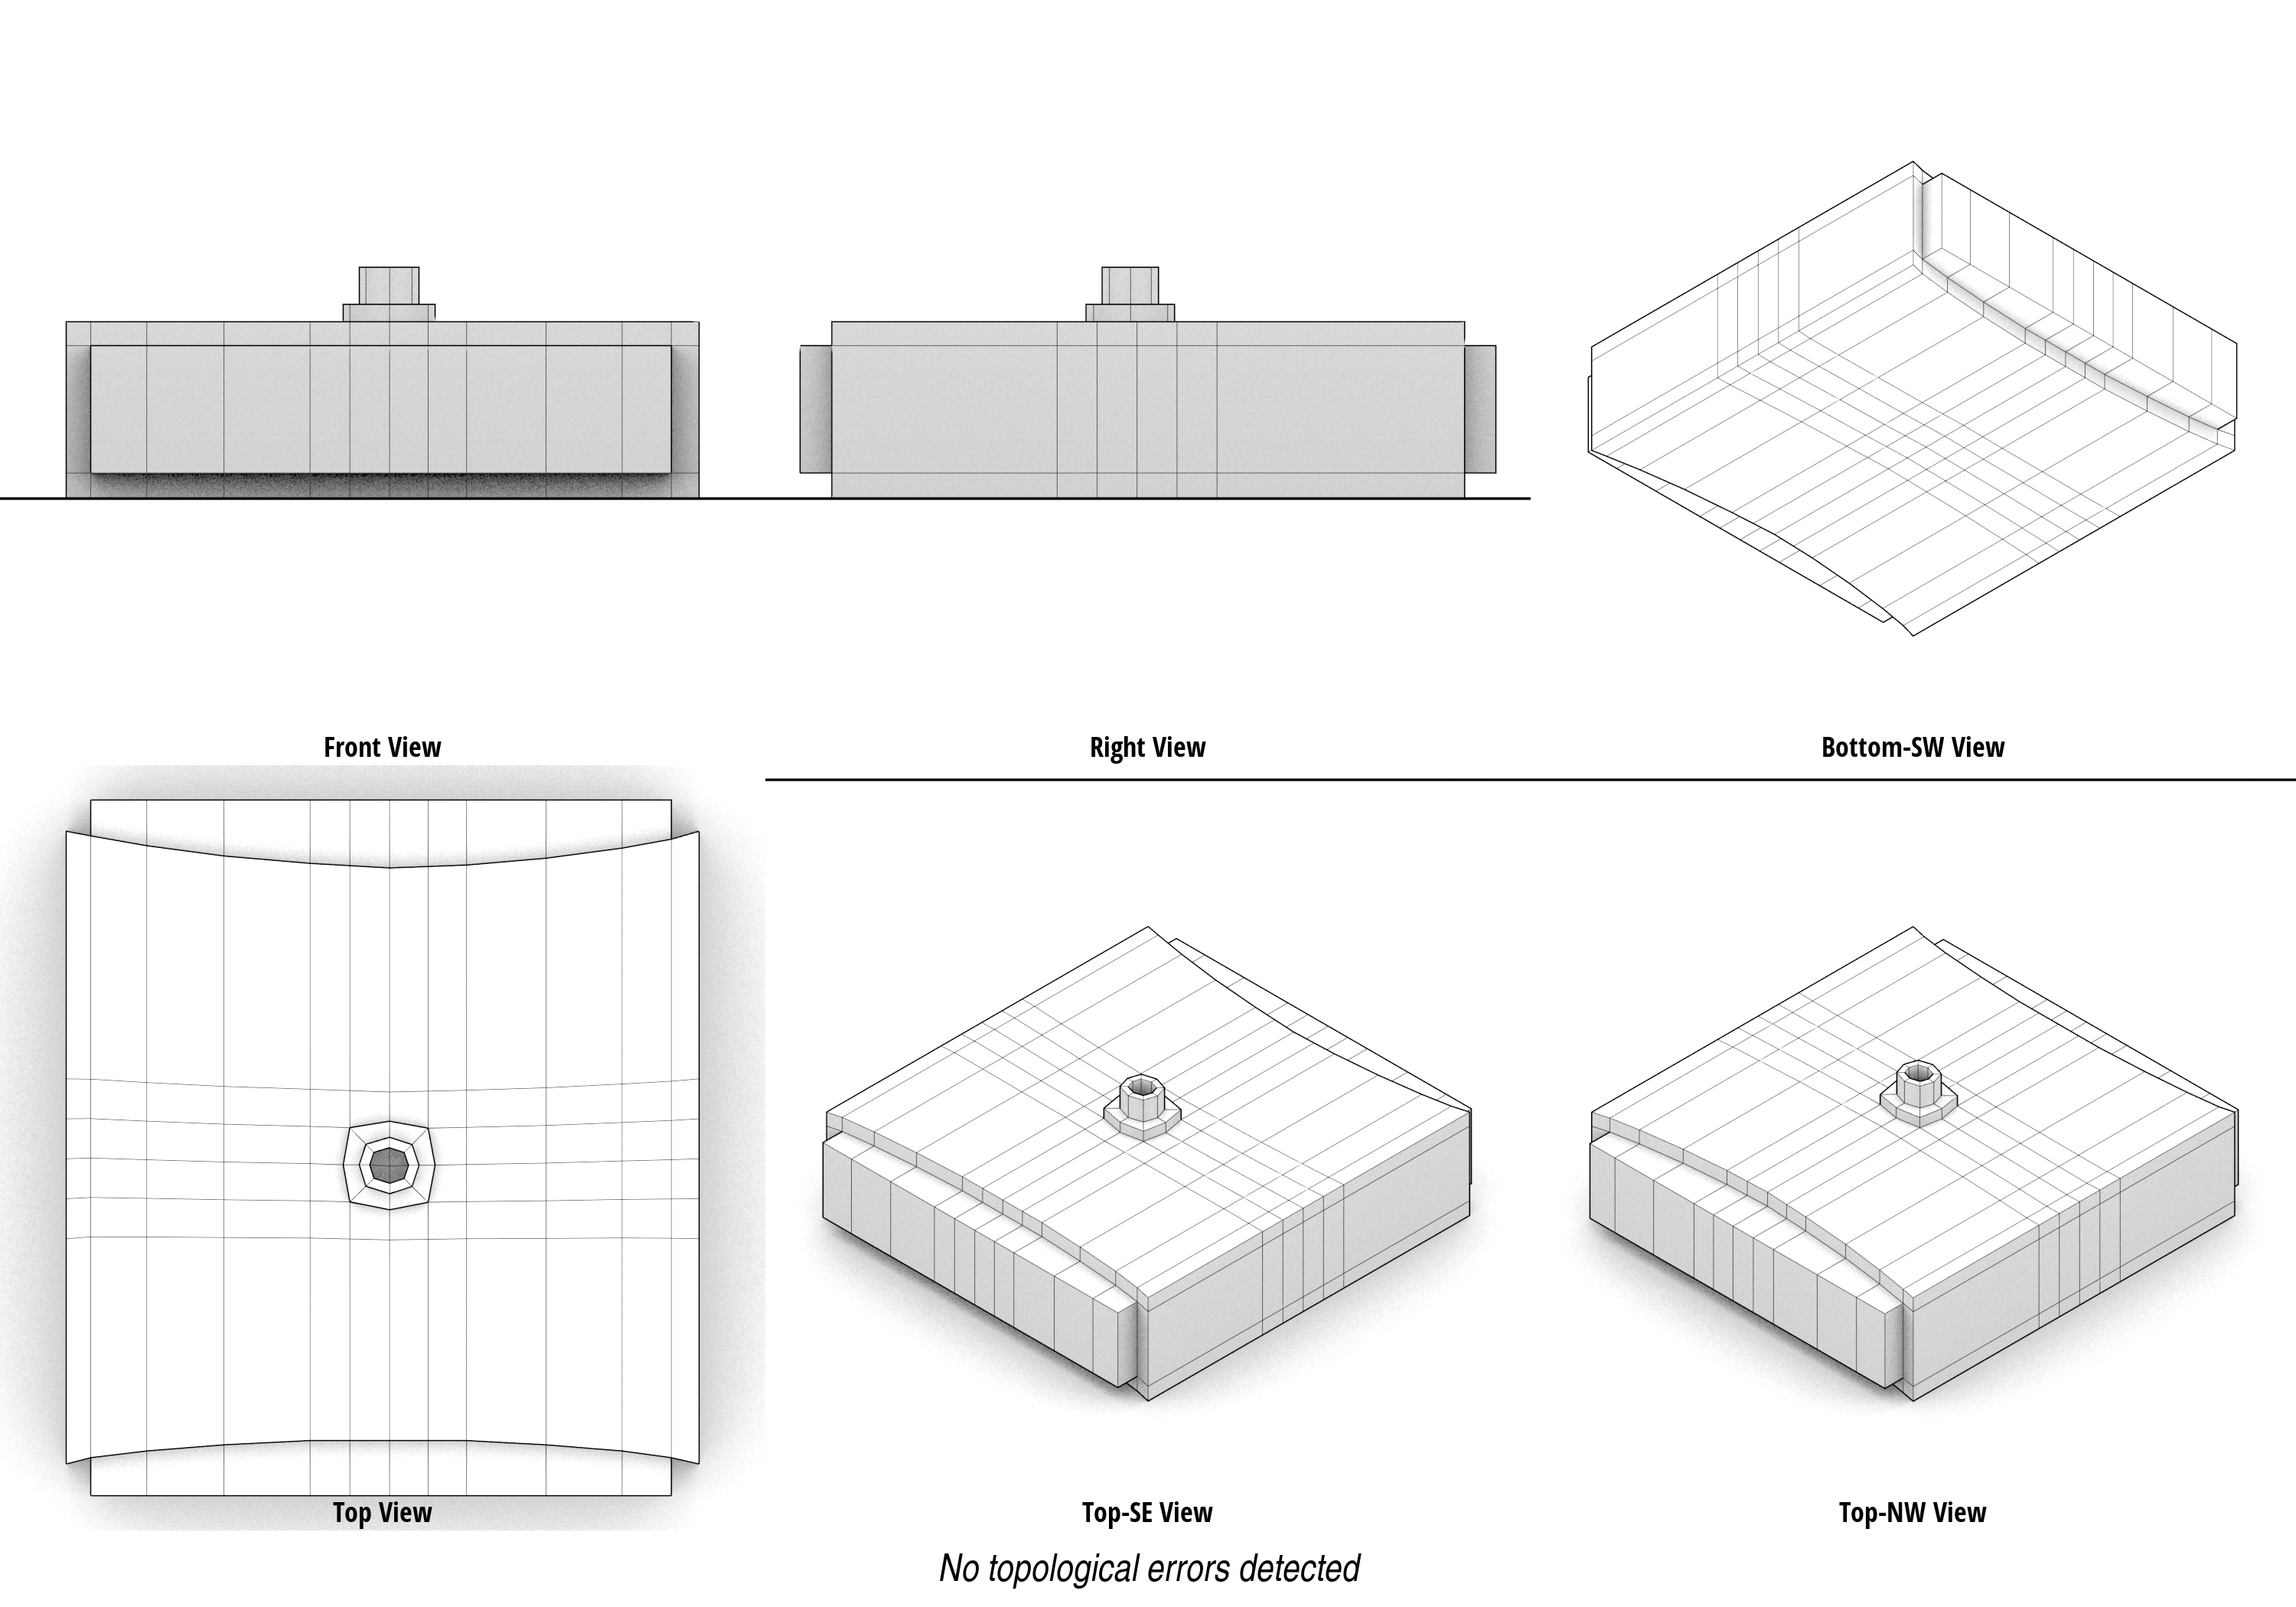 Front View
Right View
Bottom-SW View
Top View
Top-SE View
Top-NW View
No topological errors detected